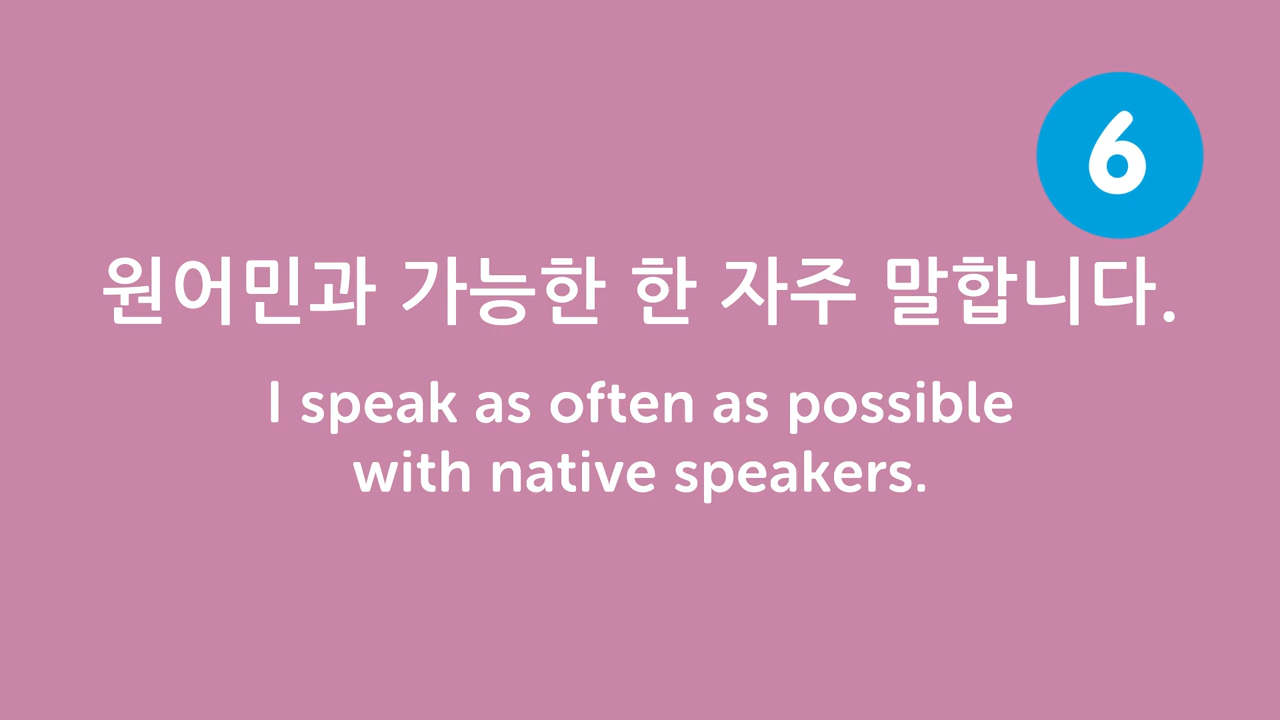 6
원어민과 가능한 한 자주 말합니다.
I speak as often as possible
with native speakers.